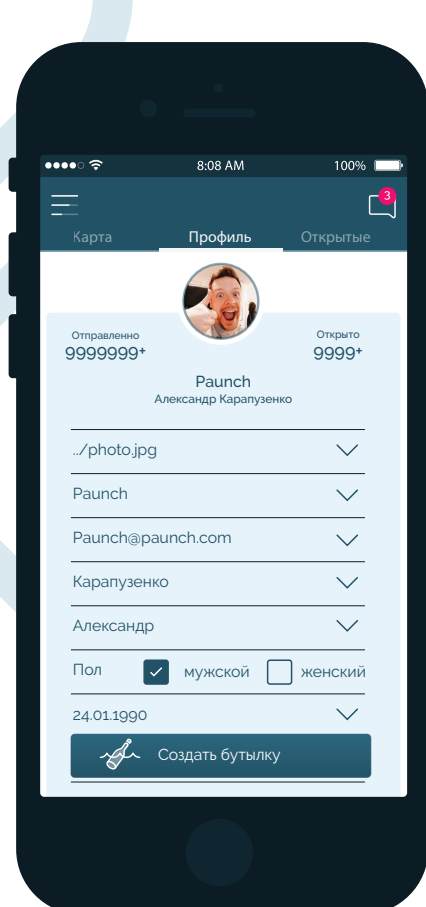 8:08 AM
100%
3
Карта
Профиль
Открытые
Отправленно
9999999+
Открыто
9999+
Paunch
Александр Карапузенко
../photo.jpg
Paunch
Paunch@paunch.com
Карапузенко
Александр
Пол
мужской
женский
24.01.1990
Создать бутылку